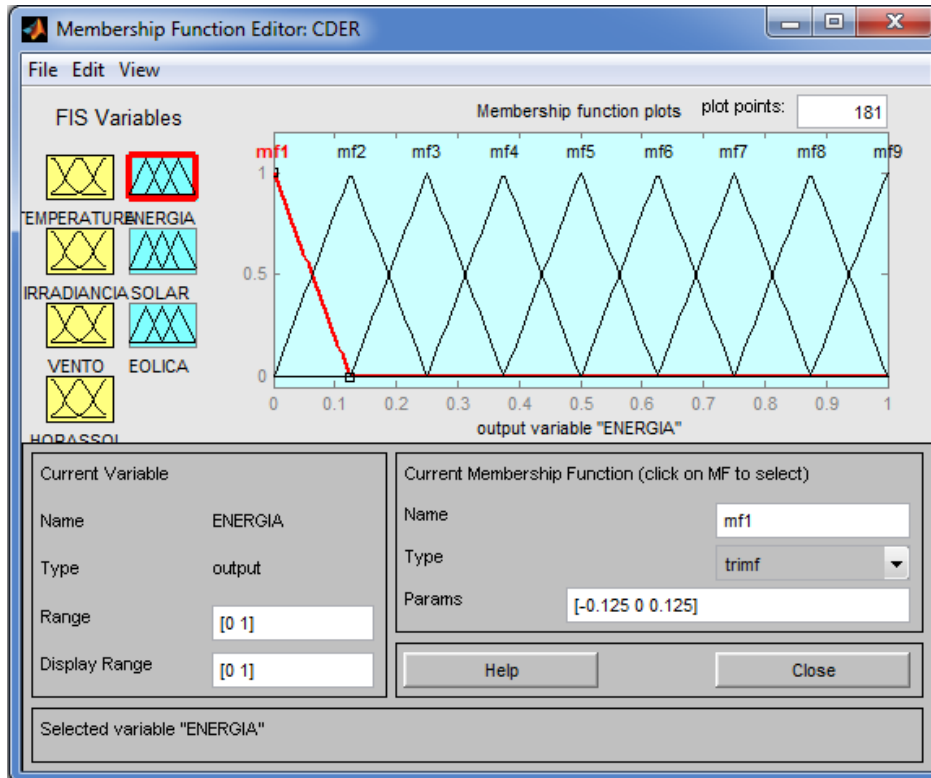 Membership Function Editor: CDER
File Edit View
FIS Variables
Membership function plots plot points: 181
mf1 mf2 mf3 mf4 mf5 mf6 mf7 mf8 mf9
1
0.5
0
0 0.1 0.2 0.3 0.4 0.5 0.6 0.7 0.8 0.9 1
output variable "ENERGIA"
TEMPERATURA ENERGIA
IRRADIANCIA SOLAR
VENTO EOLICA
HORASSOL
Current Variable
Name ENERGIA
Type output
Range [0 1]
Display Range [0 1]
Current Membership Function (click on MF to select)
Name mf1
Type trimf
Params [-0.125 0 0.125]
Help Close
Selected variable "ENERGIA"